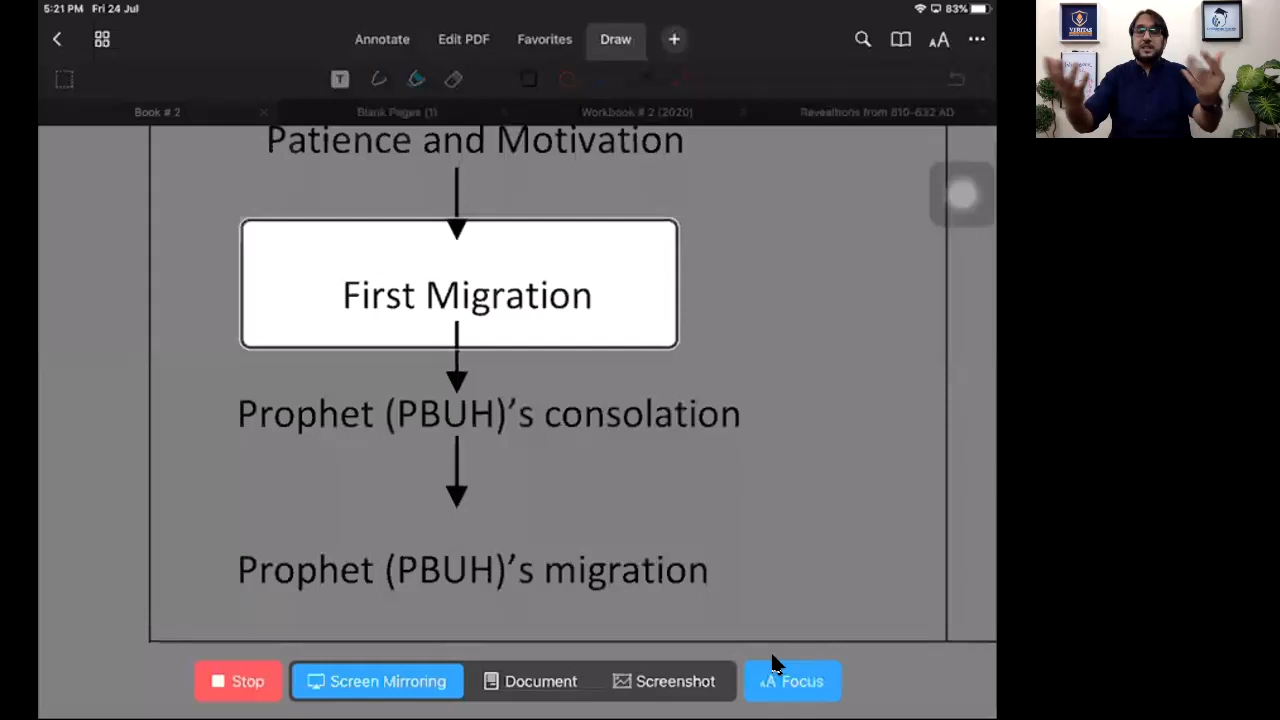 5:21 PM Fri 24 Jul
83%
Annotate Edit PDF Favorites Draw +
T
Book # 2 Blank Pages (1) Workbook # 2 (2020) Revealtions from 610-632 AD
Patience and Motivation
First Migration
Prophet (PBUH)’s consolation
Prophet (PBUH)’s migration
Stop Screen Mirroring Document Screenshot Focus
VERITAS